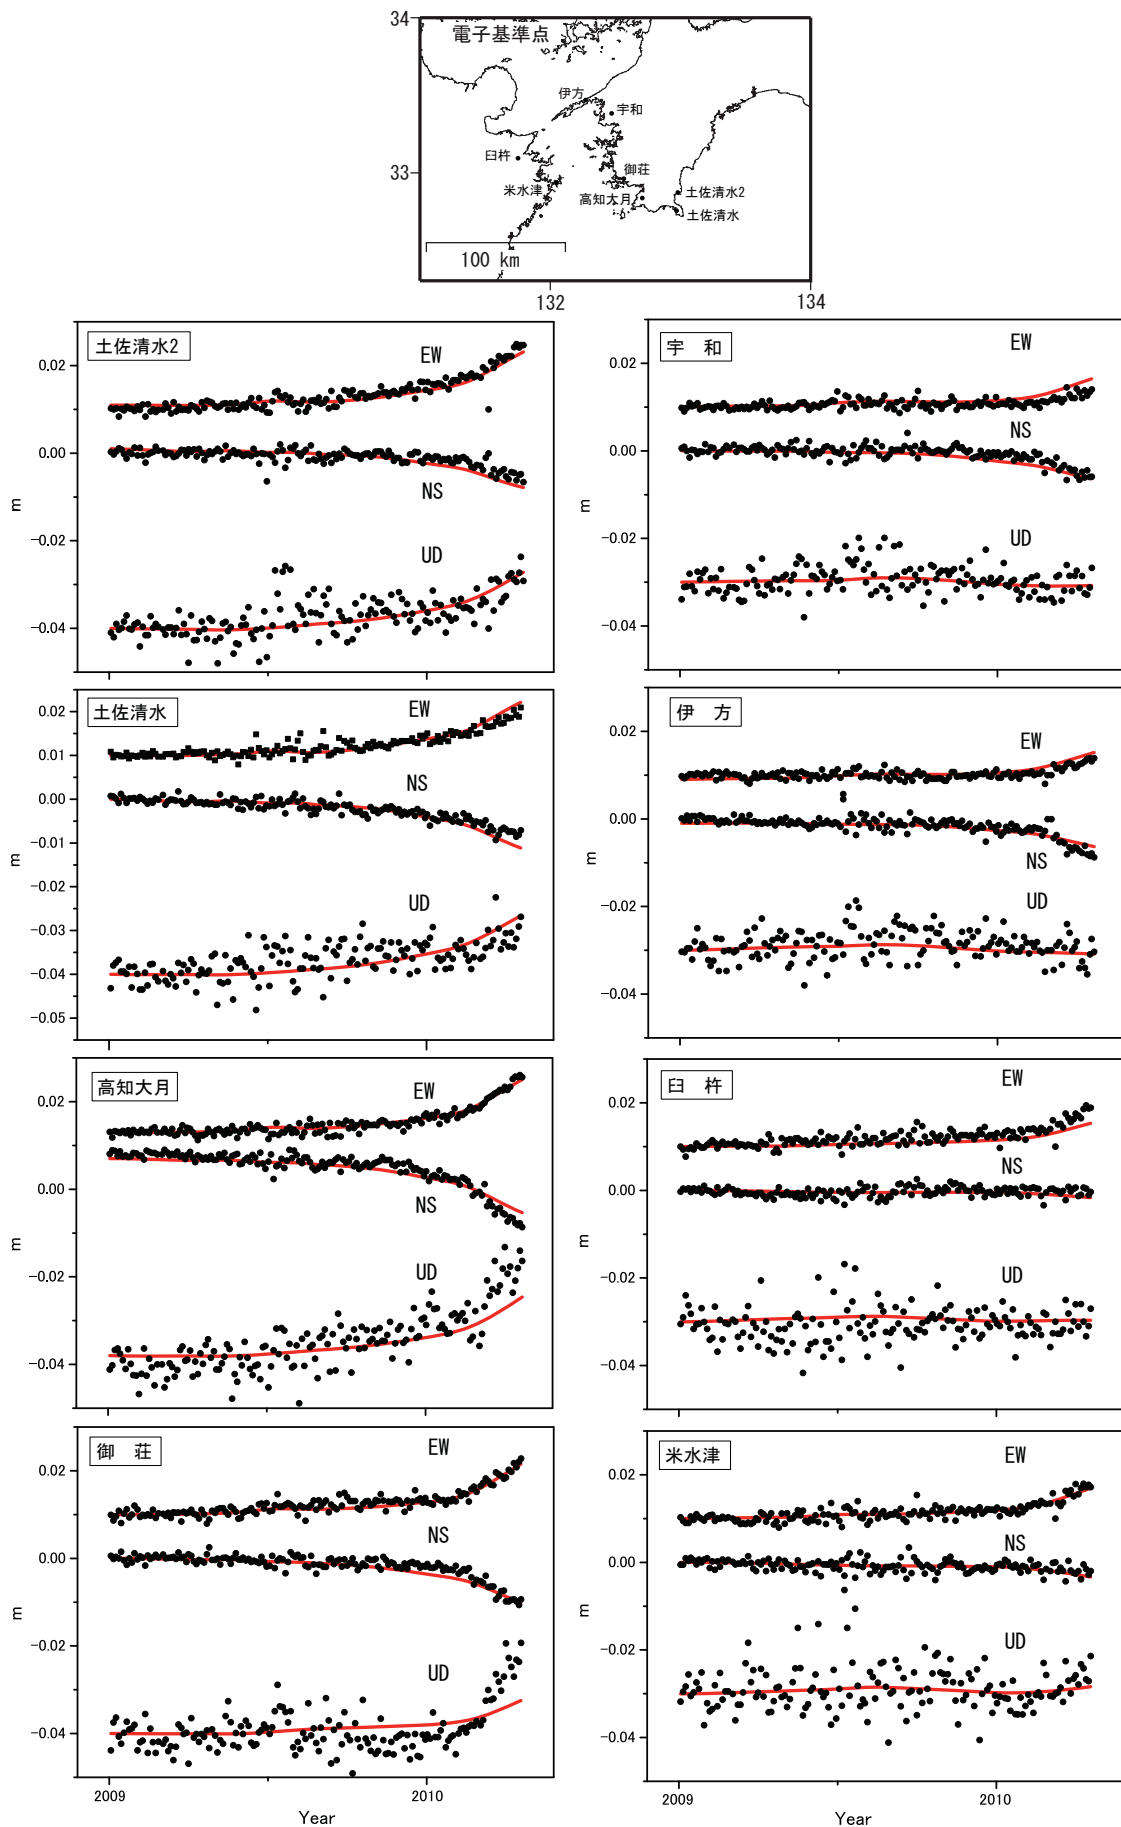 34
電子基準点
伊方
宇和
臼杵
33
御荘
米水津
高知大月
土佐清水2
土佐清水
100 km
132
134
土佐清水2
EW
0.02
0.00
NS
m
-0.02
UD
-0.04
宇 和
EW
0.02
NS
0.00
m
-0.02
UD
-0.04
土佐清水
EW
0.02
0.01
NS
0.00
-0.01
m
-0.02
UD
-0.03
-0.04
-0.05
伊 方
0.02
EW
0.00
m
NS
UD
-0.02
-0.04
高知大月
EW
0.02
0.00
NS
m
UD
-0.02
-0.04
臼 杵
EW
0.02
NS
0.00
m
UD
-0.02
-0.04
御 荘
EW
0.02
NS
0.00
m
-0.02
UD
-0.04
2009
2010
Year
米水津
EW
0.02
NS
0.00
m
UD
-0.02
-0.04
2009
2010
Year